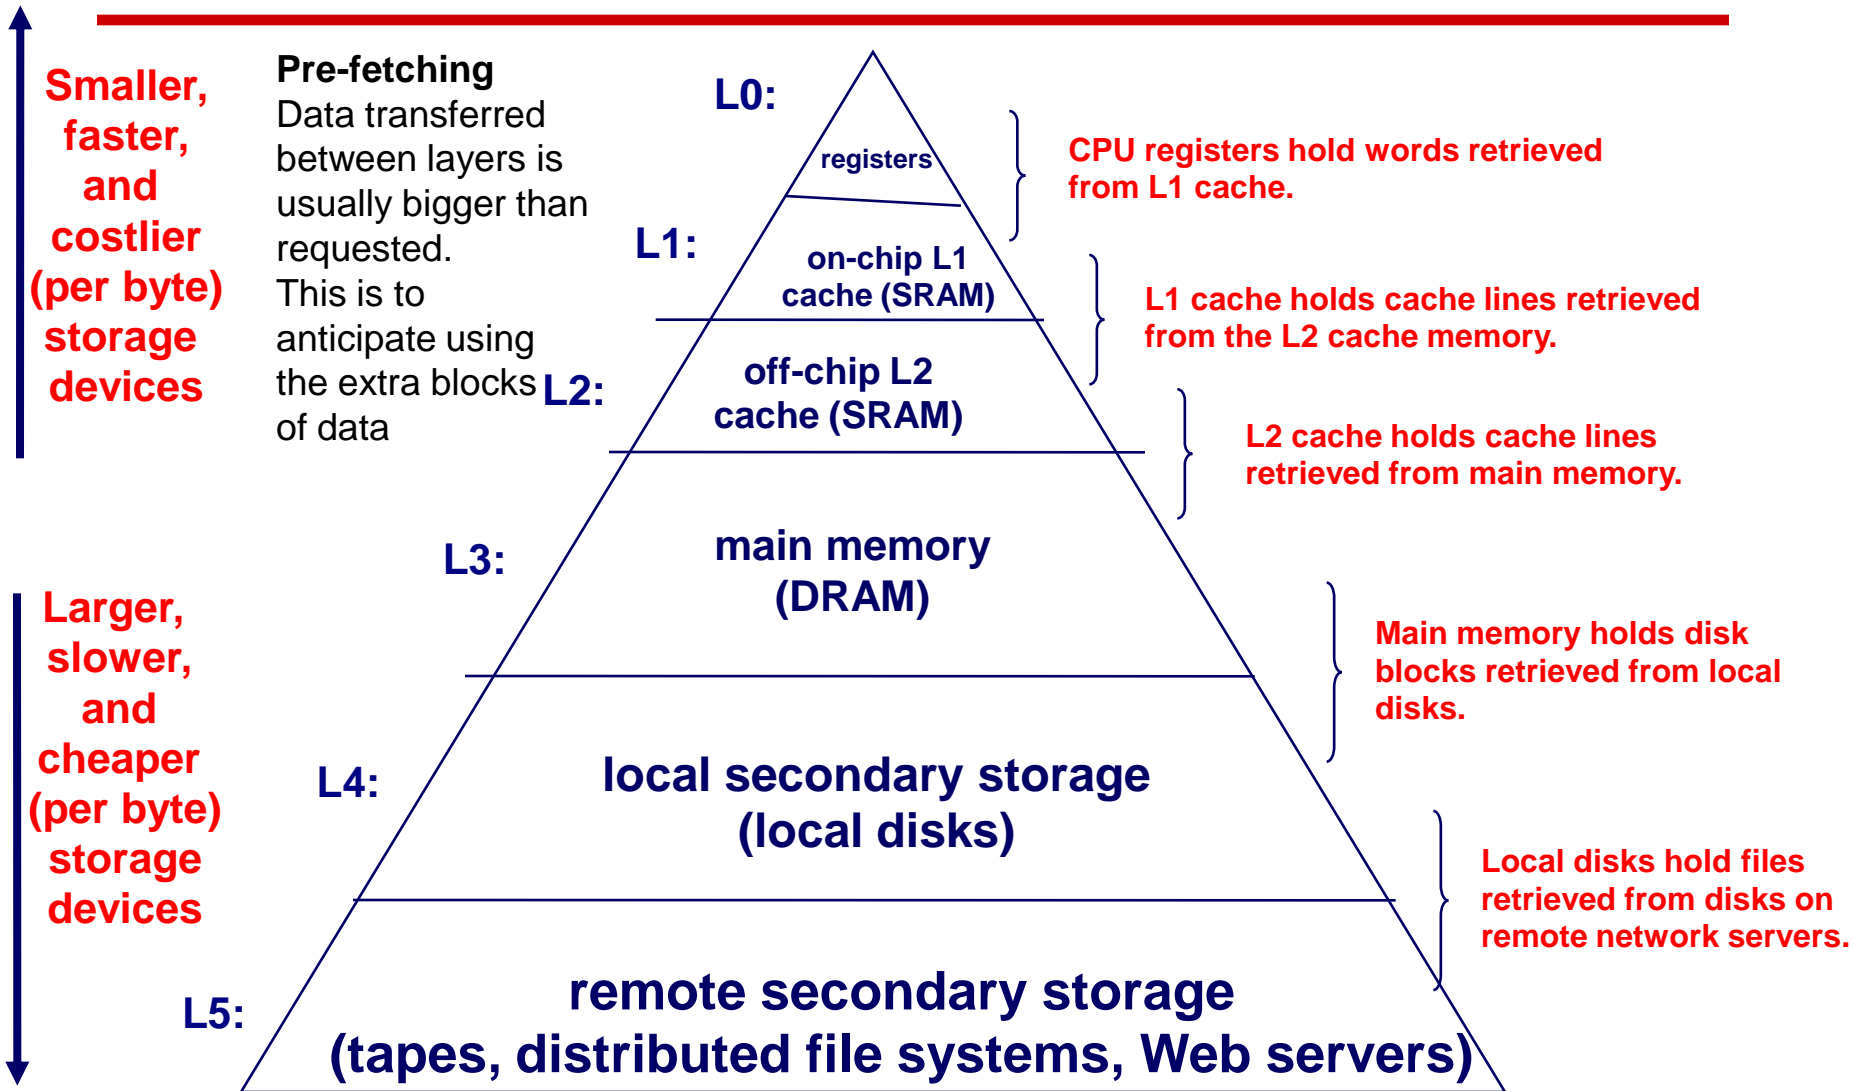 Smaller,
faster,
and
costlier
(per byte)
storage
devices
Pre-fetching
Data transferred
between layers is
usually bigger than
requested.
This is to
anticipate using
the extra blocks
of data
L0:
registers
CPU registers hold words retrieved
from L1 cache.
L1:
on-chip L1
cache (SRAM)
L1 cache holds cache lines retrieved
from the L2 cache memory.
L2:
off-chip L2
cache (SRAM)
L2 cache holds cache lines
retrieved from main memory.
L3:
main memory
(DRAM)
Larger,
slower,
and
cheaper
(per byte)
storage
devices
Main memory holds disk
blocks retrieved from local
disks.
L4:
local secondary storage
(local disks)
Local disks hold files
retrieved from disks on
remote network servers.
L5:
remote secondary storage
(tapes, distributed file systems, Web servers)